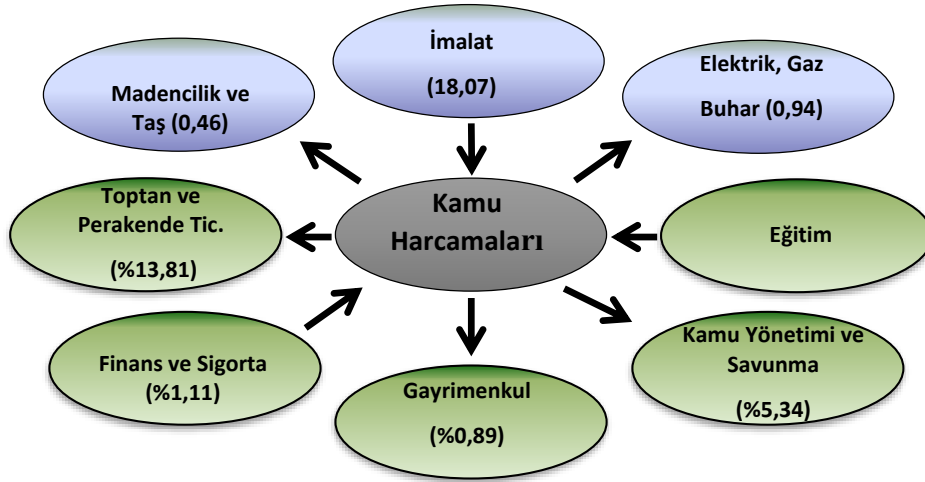 İmalat
(18,07)
Madencilik ve
Taş (0,46)
Elektrik, Gaz
Buhar (0,94)
Toptan ve
Perakende Tic.
(%13,81)
Kamu
Harcamaları
Eğitim
Finans ve Sigorta
(%1,11)
Gayrimenkul
(%0,89)
Kamu Yönetimi ve
Savunma
(%5,34)